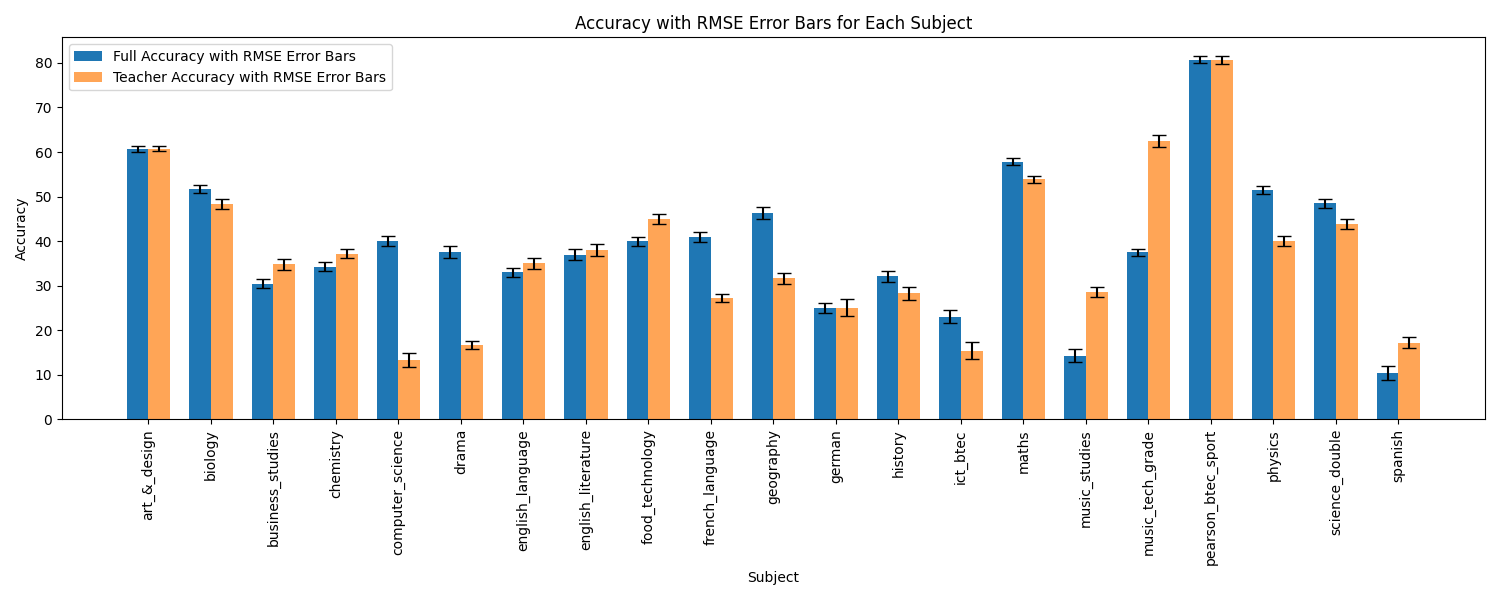 Accuracy with RMSE Error Bars for Each Subject
Full Accuracy with RMSE Error Bars
Teacher Accuracy with RMSE Error Bars
Accuracy
80
70
60
50
40
30
20
10
0
art_&_design
biology
business_studies
chemistry
computer_science
drama
english_language
english_literature
food_technology
french_language
geography
german
history
ict_btec
maths
music_studies
music_tech_grade
pearson_btec_sport
physics
science_double
spanish
Subject